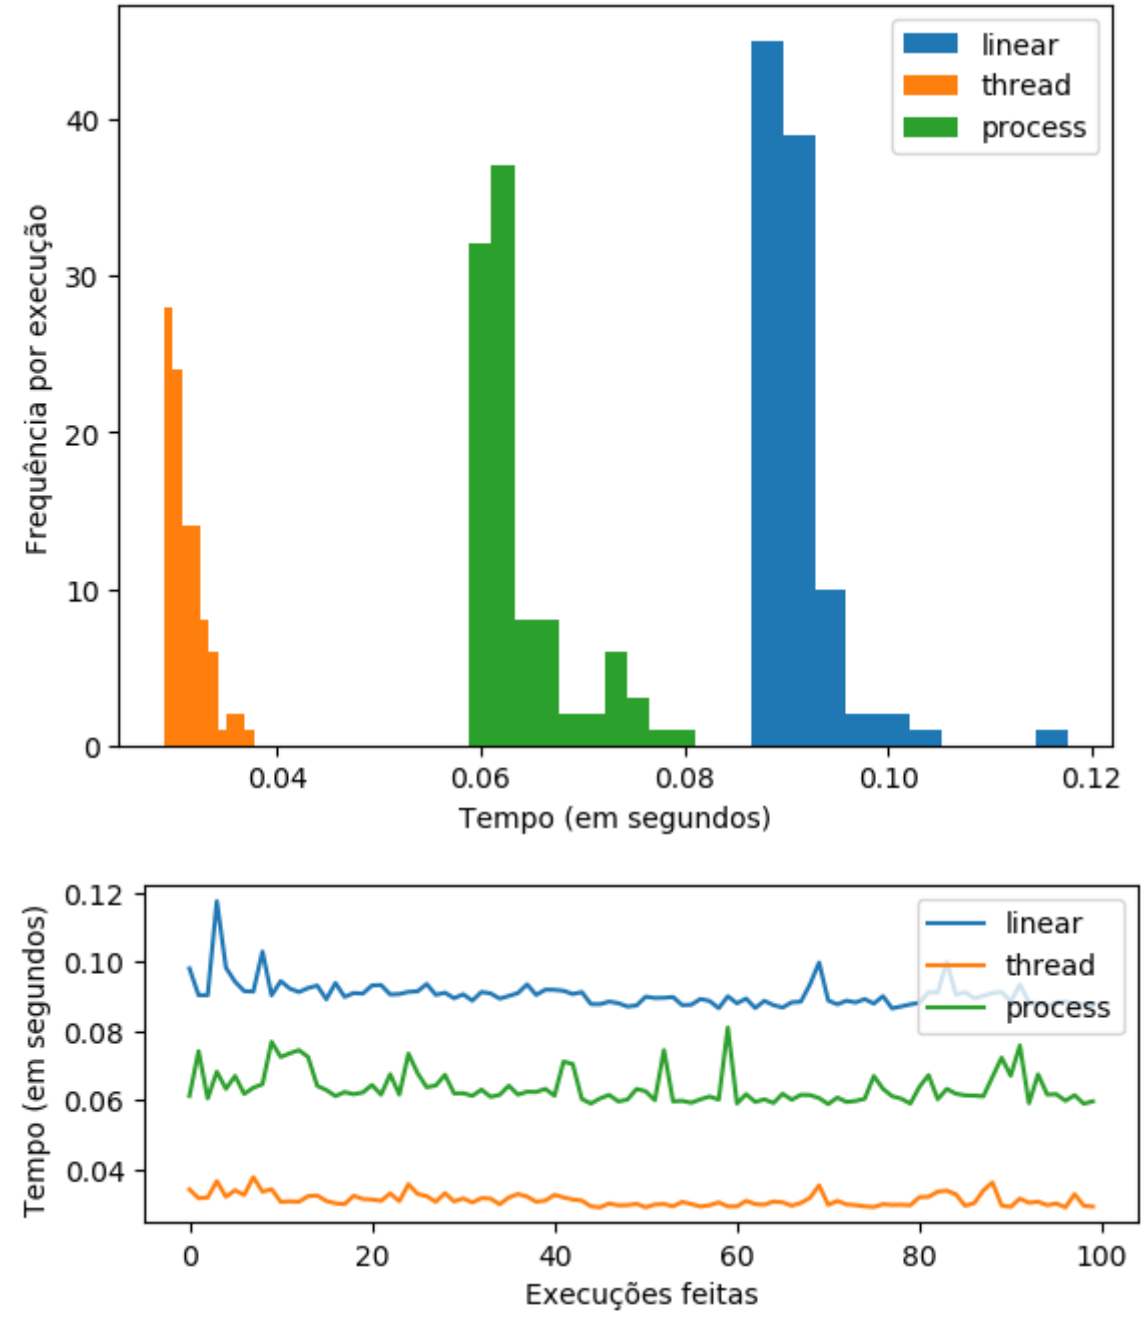 linear
thread
process
Frequência por execução
40
30
20
10
0
0.04 0.06 0.08 0.10 0.12
Tempo (em segundos)
Tempo (em segundos)
0.12
0.10
0.08
0.06
0.04
linear
thread
process
0 20 40 60 80 100
Execuções feitas